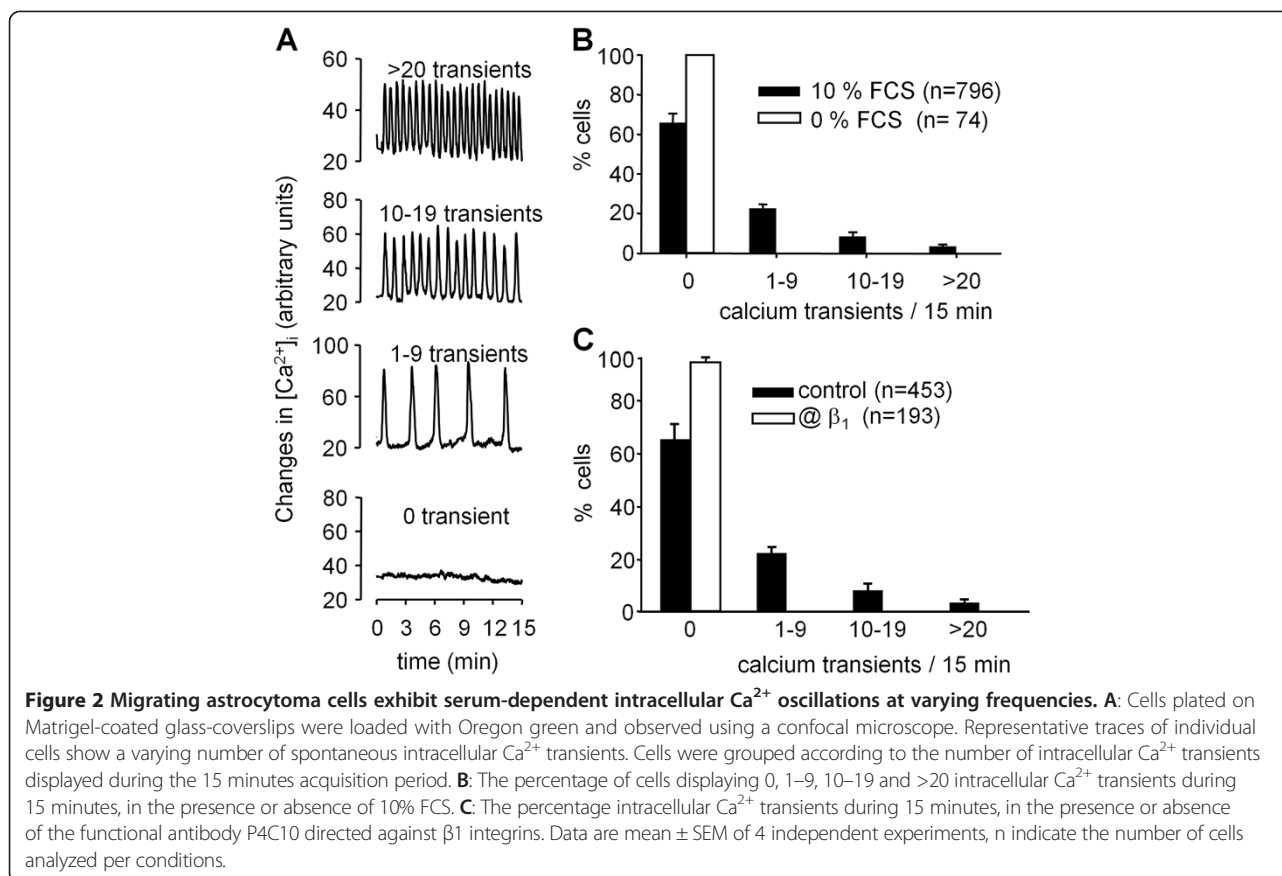 A
60
>20 transients
40
20
80
10-19 transients
60
40
20
100
1-9 transients
80
60
20
80
0 transient
60
40
20
0 3 6 9 12 15
time (min)
Changes in [Ca²⁺]ᵢ (arbitrary units)
B
100
80
60
40
20
0
% cells
10 % FCS (n=796)
0 % FCS (n= 74)
0 1-9 10-19 >20
calcium transients / 15 min
C
100
80
60
40
20
0
% cells
control (n=453)
@ β₁ (n=193)
0 1-9 10-19 >20
calcium transients / 15 min
Figure 2 Migrating astrocytoma cells exhibit serum-dependent intracellular Ca²⁺ oscillations at varying frequencies. A: Cells plated on
Matrigel-coated glass-coverslips were loaded with Oregon green and observed using a confocal microscope. Representative traces of individual
cells show a varying number of spontaneous intracellular Ca²⁺ transients. Cells were grouped according to the number of intracellular Ca²⁺ transients
displayed during the 15 minutes acquisition period. B: The percentage of cells displaying 0, 1–9, 10–19 and >20 intracellular Ca²⁺ transients during
15 minutes, in the presence or absence of 10% FCS. C: The percentage intracellular Ca²⁺ transients during 15 minutes, in the presence or absence
of the functional antibody P4C10 directed against β1 integrins. Data are mean ± SEM of 4 independent experiments, n indicate the number of cells
analyzed per conditions.